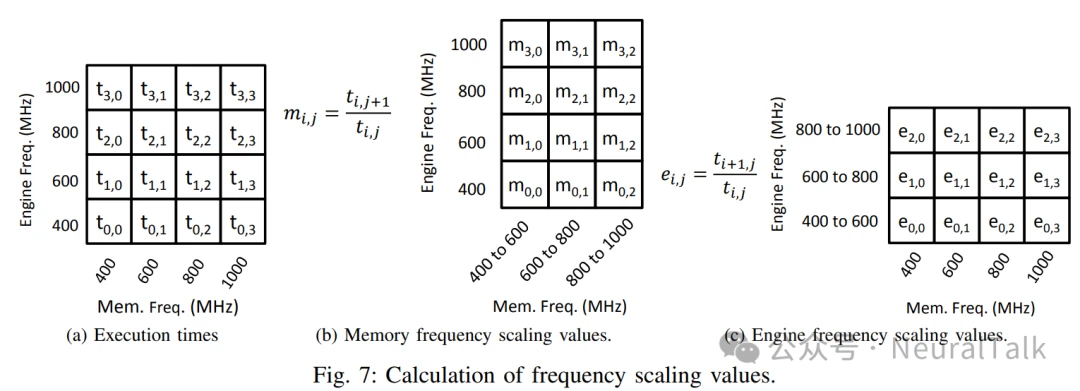 Engine Freq. (MHz)
1000 t3,0 t3,1 t3,2 t3,3
800 t2,0 t2,1 t2,2 t2,3
600 t1,0 t1,1 t1,2 t1,3
400 t0,0 t0,1 t0,2 t0,3
400 600 800 1000
Mem. Freq. (MHz)
(a) Execution times
mi,j = ti,j+1 / ti,j
Engine Freq. (MHz)
1000 m3,0 m3,1 m3,2
800 m2,0 m2,1 m2,2
600 m1,0 m1,1 m1,2
400 m0,0 m0,1 m0,2
400 to 600 600 to 800 800 to 1000
Mem. Freq. (MHz)
(b) Memory frequency scaling values.
ei,j = ti+1,j / ti,j
Engine Freq. (MHz)
800 to 1000 e2,0 e2,1 e2,2 e2,3
600 to 800 e1,0 e1,1 e1,2 e1,3
400 to 600 e0,0 e0,1 e0,2 e0,3
400 600 800 1000
Mem. Freq. (MHz)
(c) Engine frequency scaling values.
公众号 · NeuralTalk
Fig. 7: Calculation of frequency scaling values.